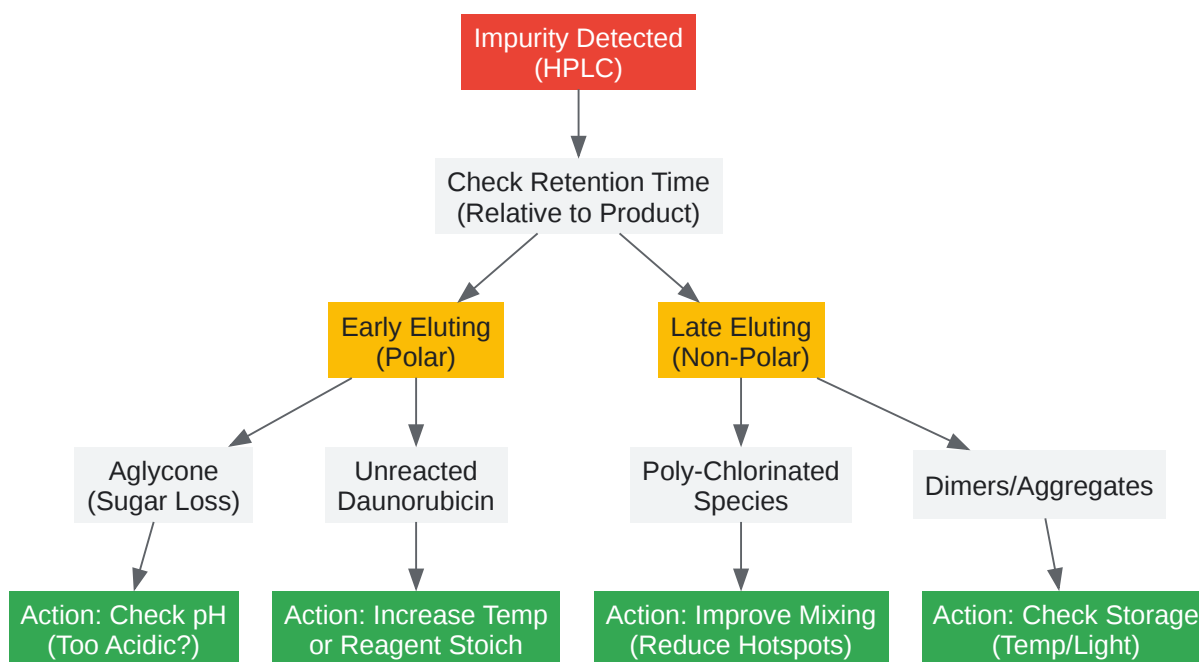 Impurity Detected
(HPLC)
Check Retention Time
(Relative to Product)
Early Eluting
(Polar)
Late Eluting
(Non-Polar)
Aglycone
(Sugar Loss)
Unreacted
Daunorubicin
Poly-Chlorinated
Species
Dimers/Aggregates
Action: Check pH
(Too Acidic?)
Action: Increase Temp
or Reagent Stoich
Action: Improve Mixing
(Reduce Hotspots)
Action: Check Storage
(Temp/Light)